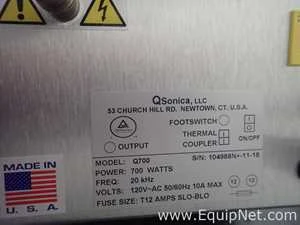 QSonica, LLC
53 CHURCH HILL RD. NEWTOWN, CT. U.S.A.
FOOTSWITCH
THERMAL
ON/OFF
OUTPUT
COUPLER
MODEL: Q700
S/N: 104988N-11-18
POWER: 700 WATTS
FREQ: 20 kHz
VOLTS: 120V~AC 50/60Hz 10A MAX
FUSE SIZE: T12 AMPS SLO-BLO
MADE IN
U.S.A.
EquipNet.com